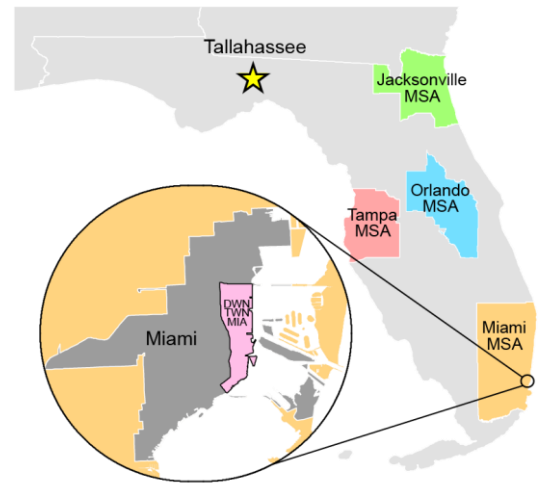 Tallahassee
Jacksonville
MSA
Orlando
MSA
Tampa
MSA
DWN
TWN
MIA
Miami
Miami
MSA